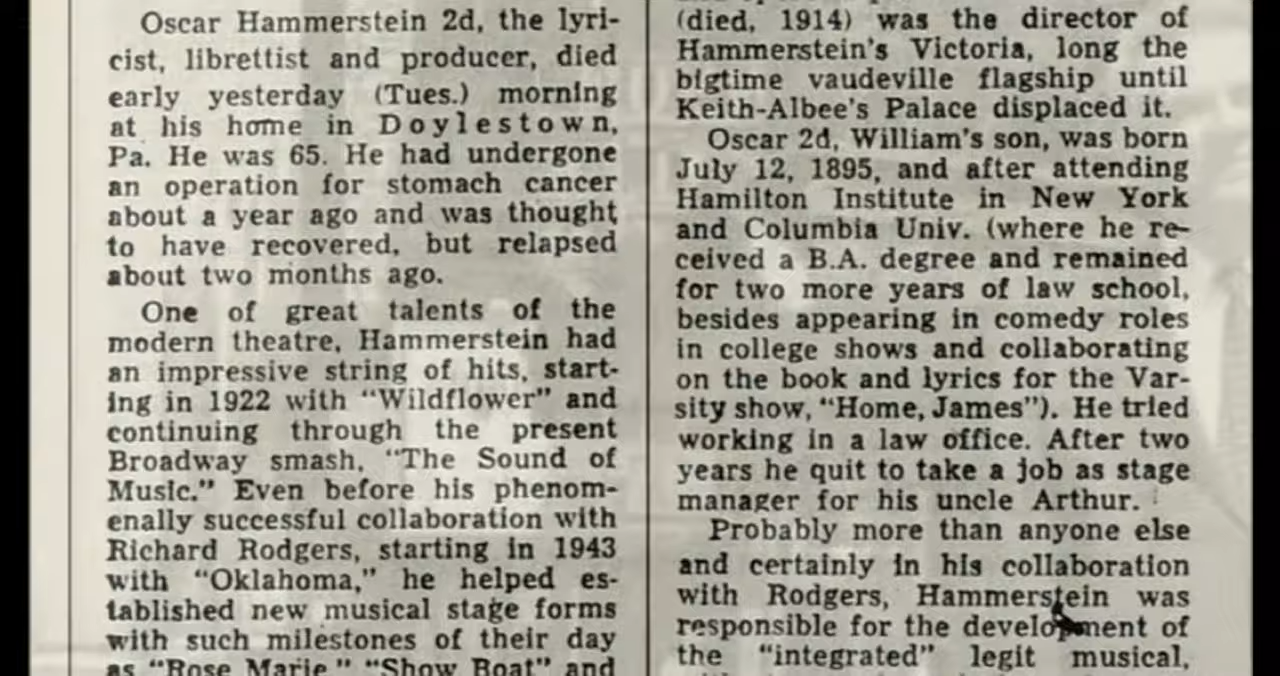 Oscar Hammerstein 2d, the lyri-
cist, librettist and producer, died
early yesterday (Tues.) morning
at his home in Doylestown,
Pa. He was 65. He had undergone
an operation for stomach cancer
about a year ago and was thought
to have recovered, but relapsed
about two months ago.
One of great talents of the
modern theatre, Hammerstein had
an impressive string of hits, start-
ing in 1922 with "Wildflower" and
continuing through the present
Broadway smash, "The Sound of
Music." Even before his phenom-
enally successful collaboration with
Richard Rodgers, starting in 1943
with "Oklahoma," he helped es-
tablished new musical stage forms
with such milestones of their day
as "Rose Marie," "Show Boat" and
(died, 1914) was the director of
Hammerstein's Victoria, long the
bigtime vaudeville flagship until
Keith-Albee's Palace displaced it.
Oscar 2d, William's son, was born
July 12, 1895, and after attending
Hamilton Institute in New York
and Columbia Univ. (where he re-
ceived a B.A. degree and remained
for two more years of law school,
besides appearing in comedy roles
in college shows and collaborating
on the book and lyrics for the Var-
sity show, "Home, James"). He tried
working in a law office. After two
years he quit to take a job as stage
manager for his uncle Arthur.
Probably more than anyone else
and certainly in his collaboration
with Rodgers, Hammerstein was
responsible for the development of
the "integrated" legit musical,